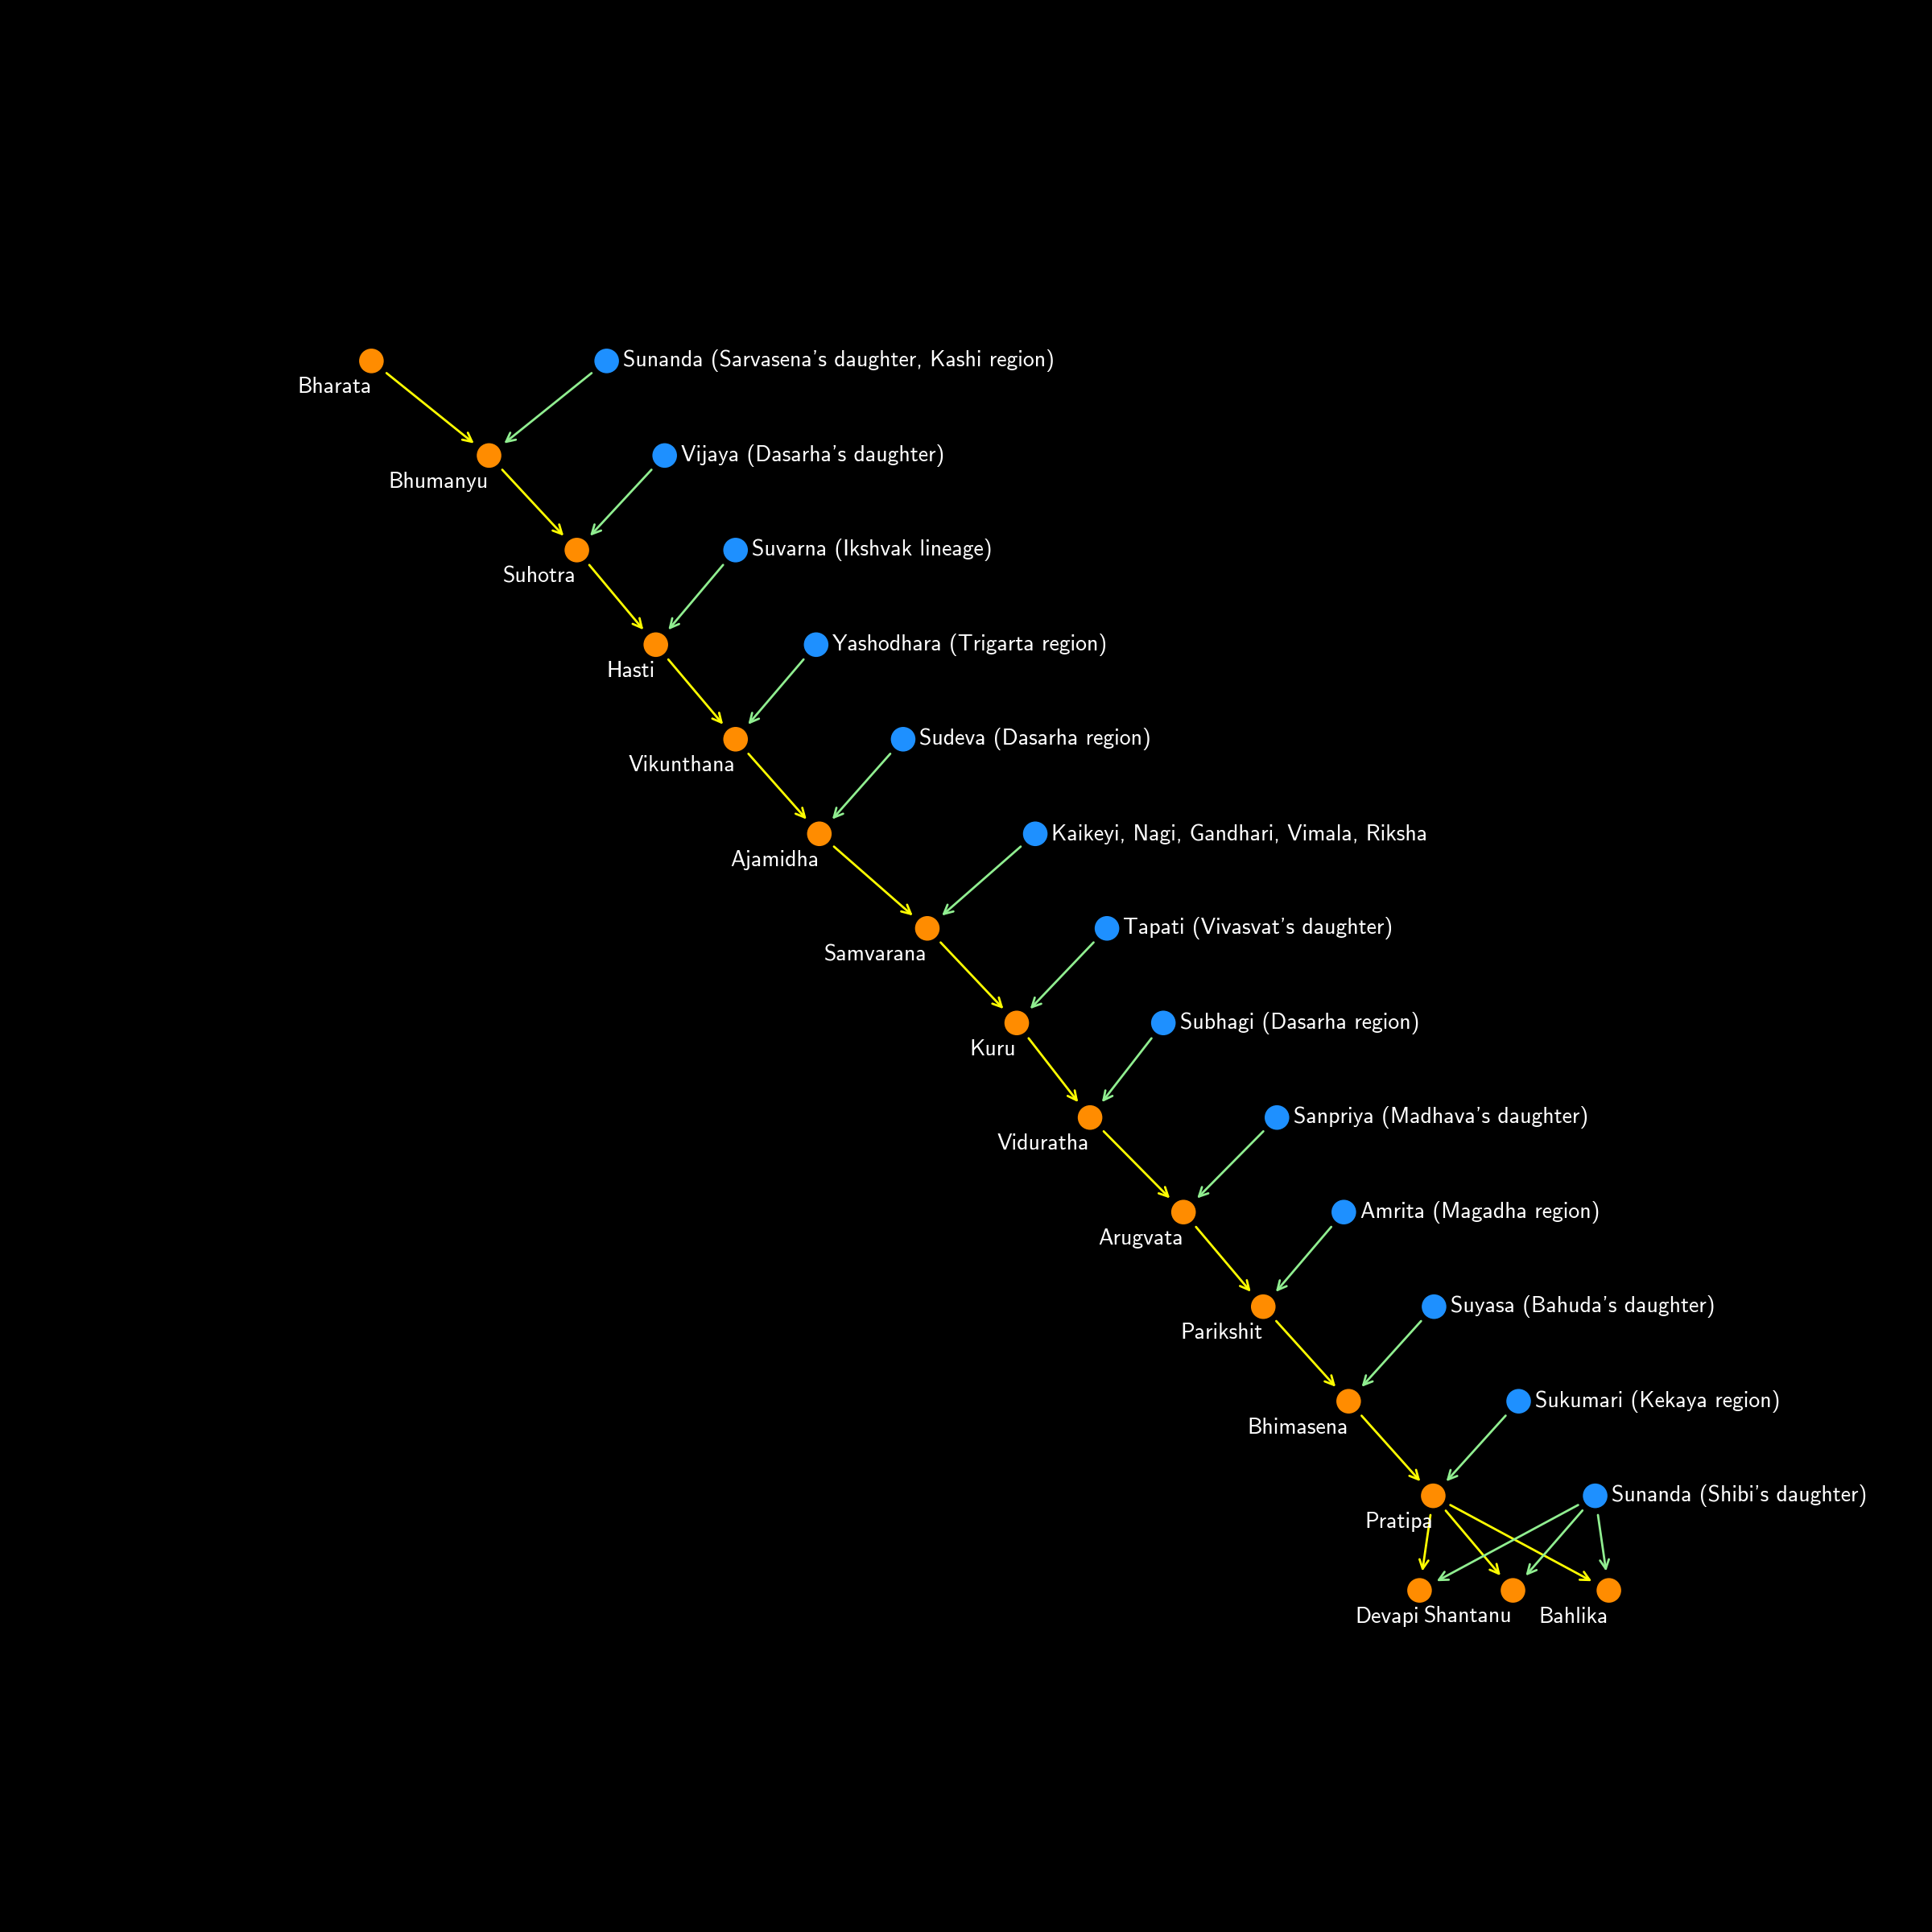 Sunanda (Sarvasena's daughter, Kashi region)
Bharata
Vijaya (Dasarha's daughter)
Bhumanyu
Suvarna (Ikshvak lineage)
Suhotra
Yashodhara (Trigarta region)
Hasti
Sudeva (Dasarha region)
Vikunthana
Kaikeyi, Nagi, Gandhari, Vimala, Riksha
Ajamidha
Tapati (Vivasvat's daughter)
Samvarana
Subhagi (Dasarha region)
Kuru
Sanpriya (Madhava's daughter)
Viduratha
Amrita (Magadha region)
Arugvata
Suyasa (Bahuda's daughter)
Parikshit
Sukumari (Kekaya region)
Bhimasena
Sunanda (Shibi's daughter)
Pratipa
Devapi Shantanu Bahlika